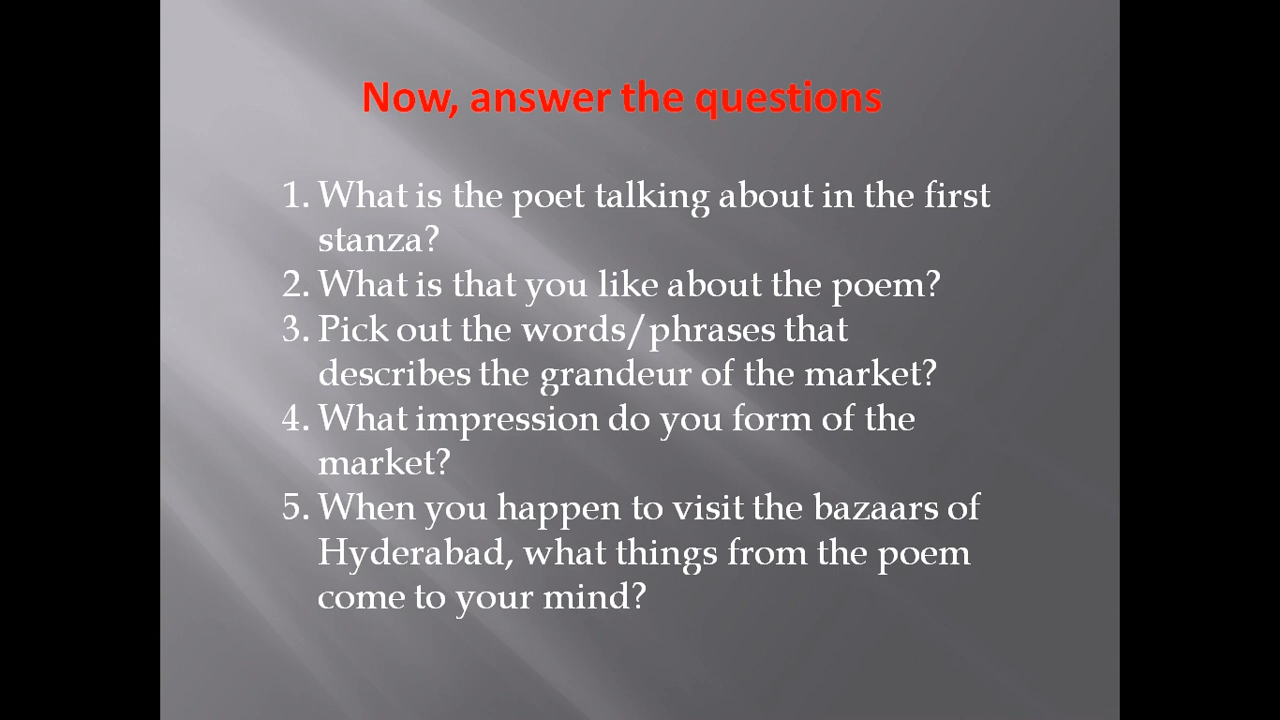 Now, answer the questions
1. What is the poet talking about in the first
stanza?
2. What is that you like about the poem?
3. Pick out the words/phrases that
describes the grandeur of the market?
4. What impression do you form of the
market?
5. When you happen to visit the bazaars of
Hyderabad, what things from the poem
come to your mind?